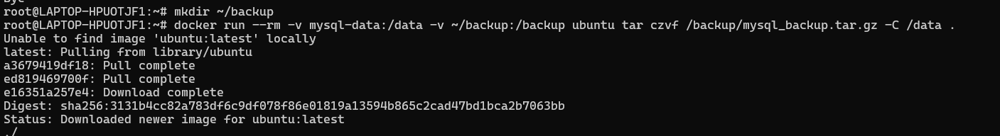 Bye
root@LAPTOP-HPUOTJF1:~# mkdir ~/backup
root@LAPTOP-HPUOTJF1:~# docker run --rm -v mysql-data:/data -v ~/backup:/backup ubuntu tar czvf /backup/mysql_backup.tar.gz -C /data .
Unable to find image 'ubuntu:latest' locally
latest: Pulling from library/ubuntu
a3679419df18: Pull complete
ed819469700f: Pull complete
e16351a257e4: Download complete
Digest: sha256:3131b4cc82a783df6c9df078f86e01819a13594b865c2cad47bd1bca2b7063bb
Status: Downloaded newer image for ubuntu:latest
./